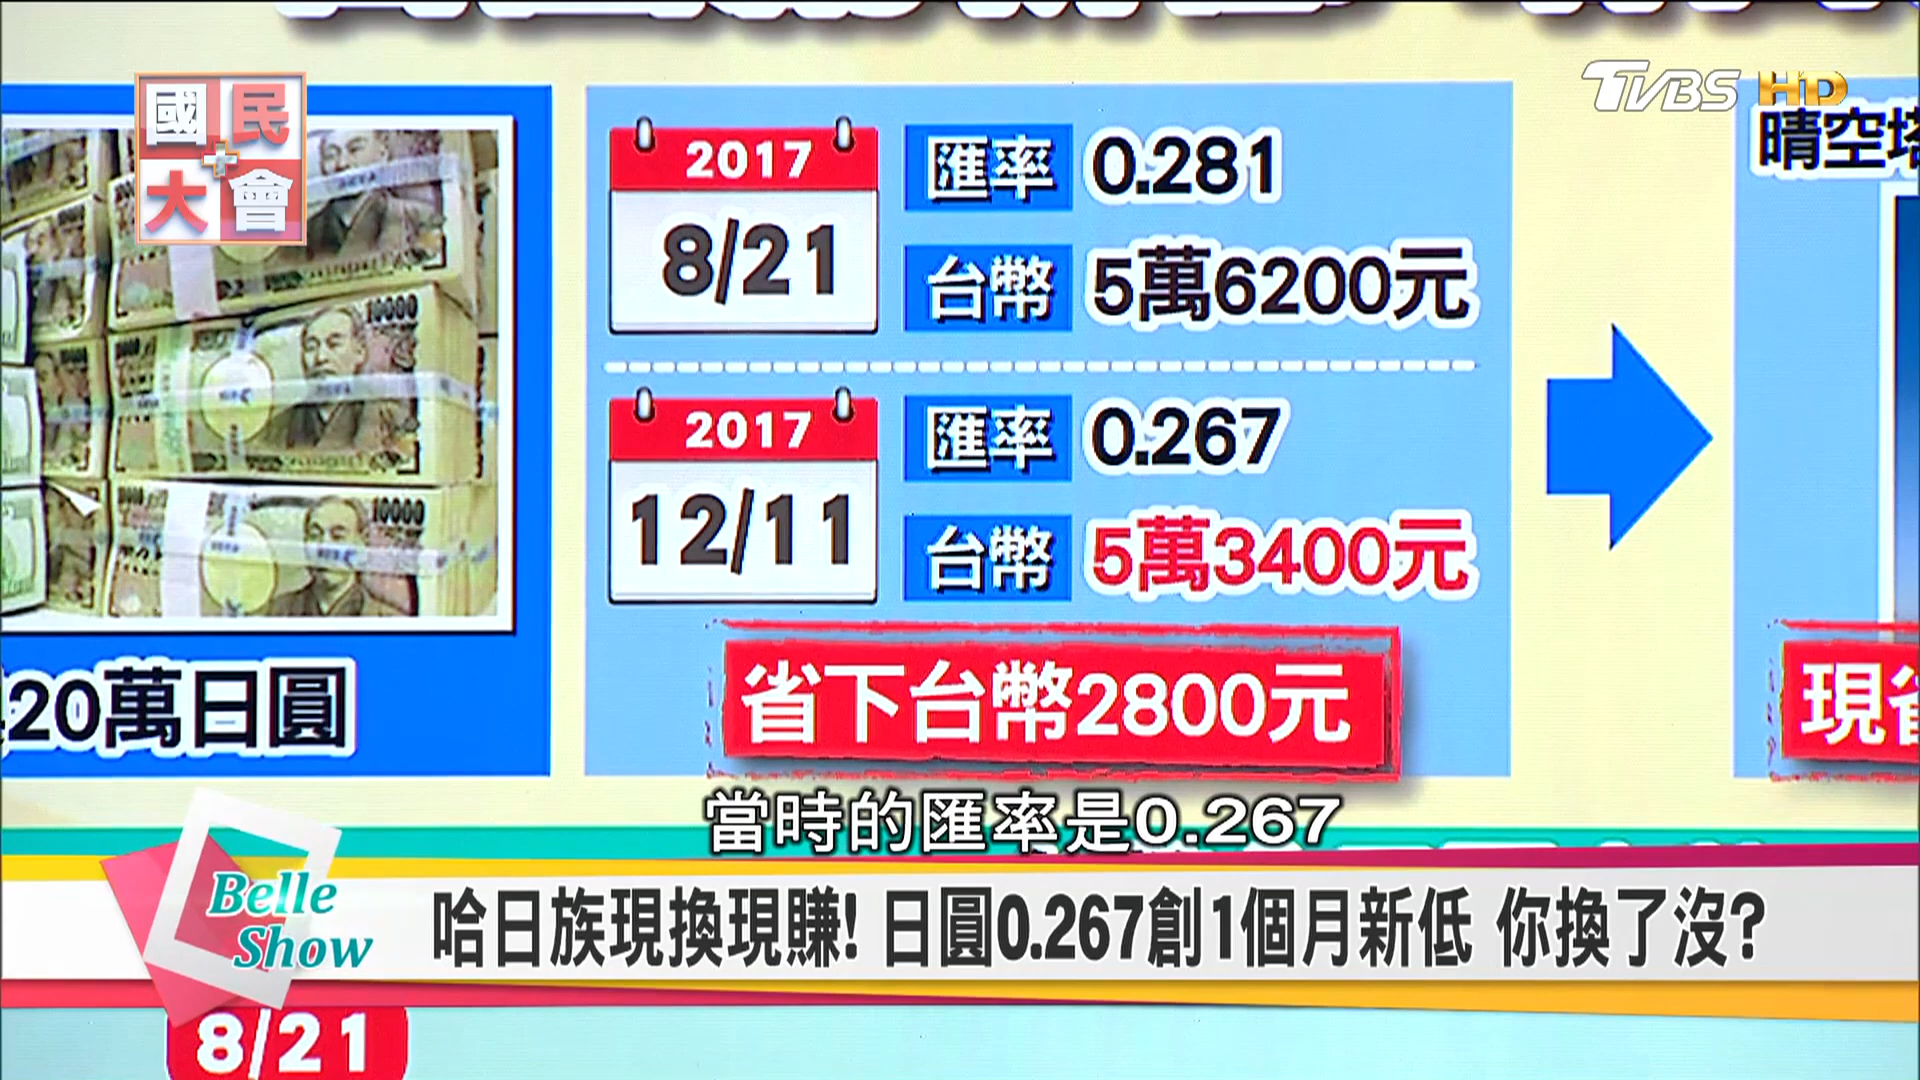 國民
大會
TVBS HD
晴空塔
2017
8/21
匯率 0.281
台幣 5萬6200元
2017
12/11
匯率 0.267
台幣 5萬3400元
10000
10000
20萬日圓
省下台幣2800元
現省
當時的匯率是0.267
Belle
Show
哈日族現換現賺! 日圓0.267創1個月新低 你換了沒?
8/21